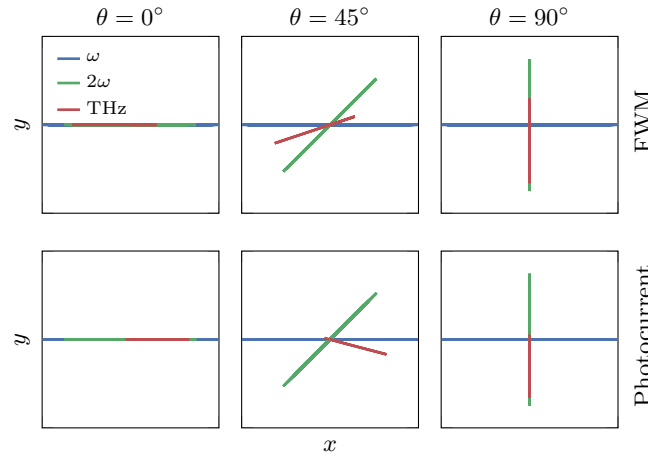 θ = 0° θ = 45° θ = 90°
ω
2ω
THz
y
FWM
y
Photocurrent
x